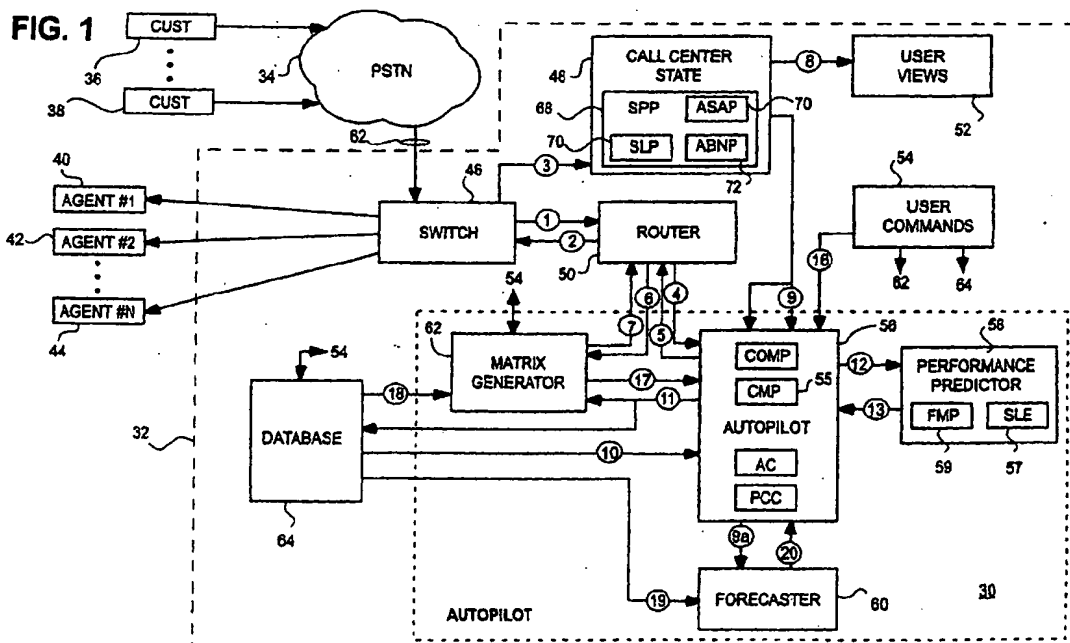 FIG. 1
CUST
36
CUST
38
34
PSTN
62
48
CALL CENTER
STATE
68
SPP
ASAP
70
70
SLP
ABNP
72
8
USER
VIEWS
52
40
AGENT #1
42
AGENT #2
AGENT #N
44
46
SWITCH
3
1
2
ROUTER
50
54
USER
COMMANDS
16
62
64
54
7
6
5
4
9
62
MATRIX
GENERATOR
17
11
18
54
DATABASE
64
32
10
56
COMP
CMP
55
AUTOPILOT
AC
PCC
12
13
58
PERFORMANCE
PREDICTOR
FMP
SLE
59
57
9a
20
19
FORECASTER
60
AUTOPILOT
30